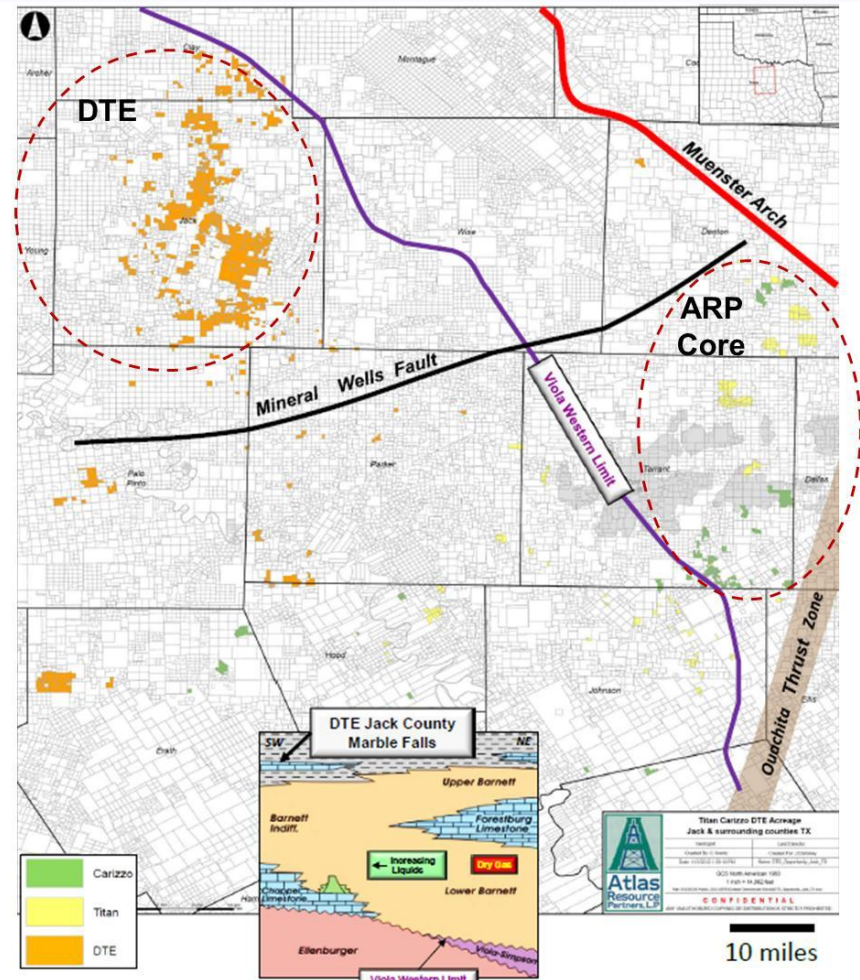 Clay
Montague
Archer
DTE
Muenster Arch
Jack
Wise
Denton
Young
ARP
Core
Mineral Wells Fault
Viola Western Limit
Palo
Pinto
Parker
Tarrant
Dallas
Hood
Johnson
Ellis
Erath
Ouachita Thrust Zone
DTE Jack County
Marble Falls
SW
NE
Upper Barnett
Barnett
Indiff.
Forestburg
Limestone
Increasing
Liquids
Dry Gas
Chappel
Limestone
Lower Barnett
Ellenburger
Viola-Simpson
Viola Western Limit
Carizzo
Titan
DTE
Titan Carizzo DTE Acreage
Jack & surrounding counties TX
Atlas
Resource
Partners, L.P.
CONFIDENTIAL
10 miles